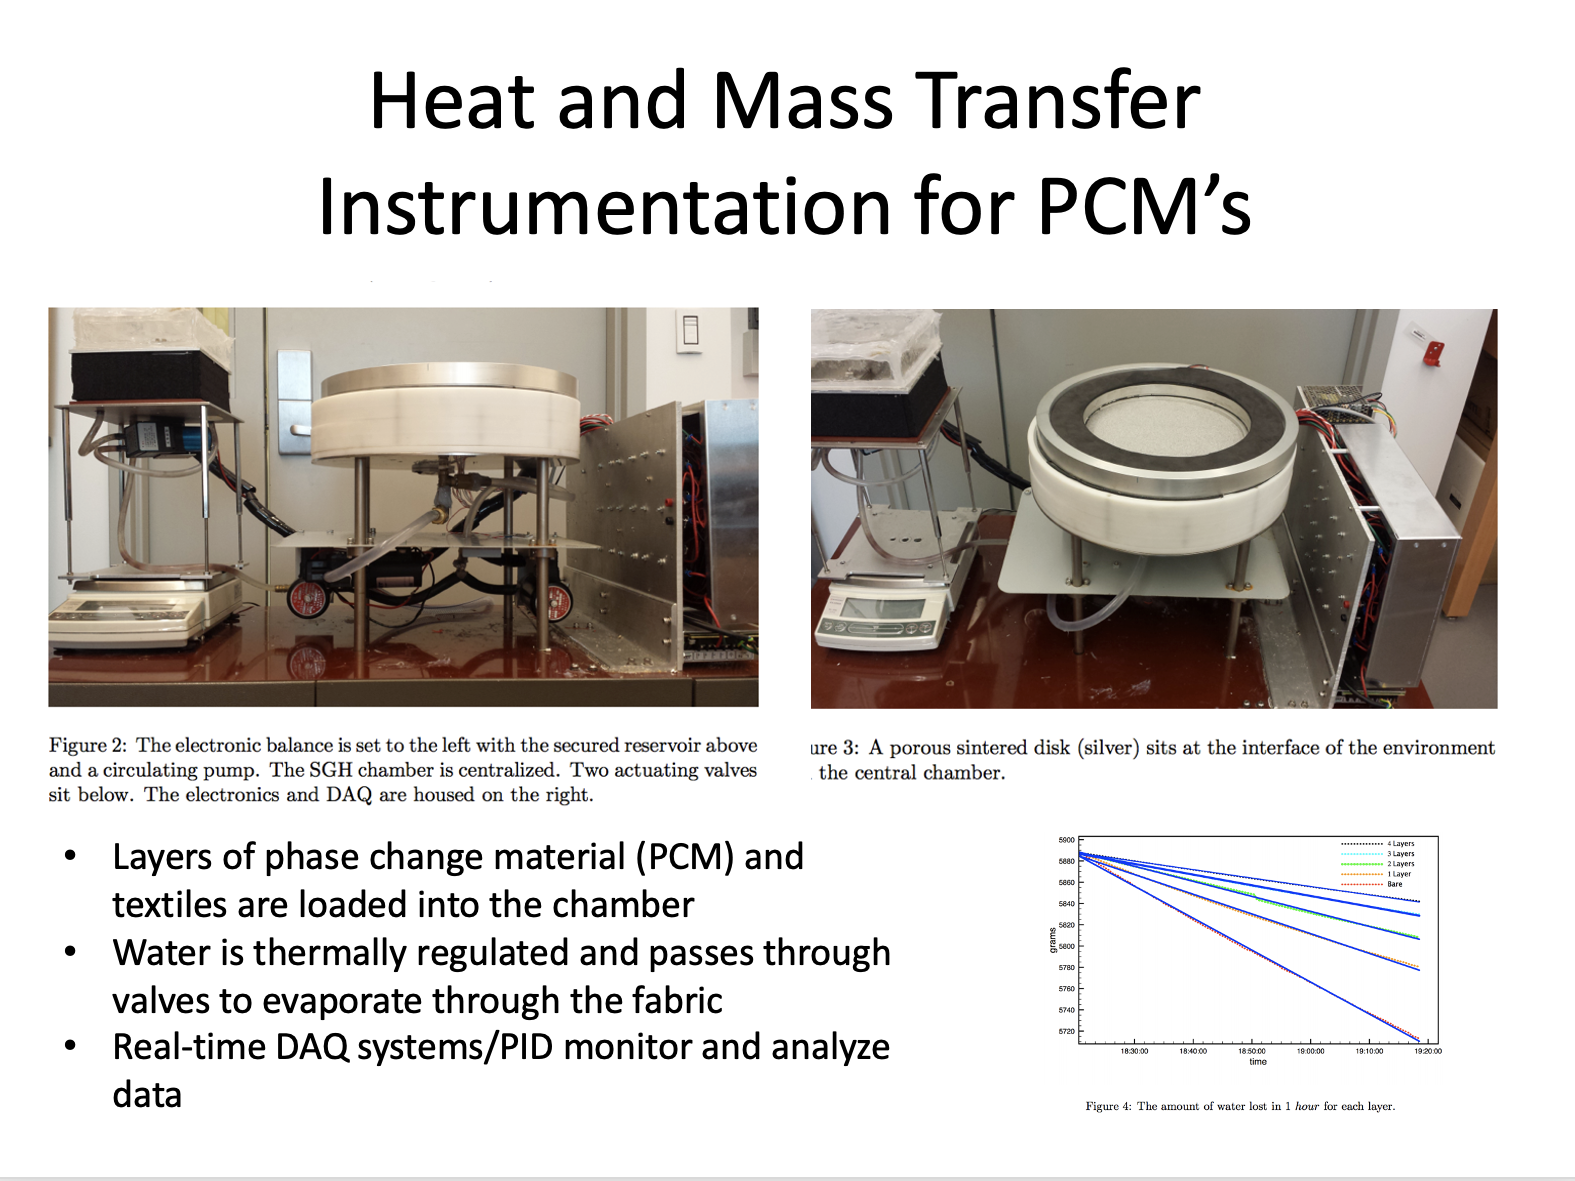 Heat and Mass Transfer
Instrumentation for PCM’s
Figure 2: The electronic balance is set to the left with the secured reservoir above
and a circulating pump. The SGH chamber is centralized. Two actuating valves
sit below. The electronics and DAQ are housed on the right.
ure 3: A porous sintered disk (silver) sits at the interface of the environment
the central chamber.
• Layers of phase change material (PCM) and
textiles are loaded into the chamber
• Water is thermally regulated and passes through
valves to evaporate through the fabric
• Real-time DAQ systems/PID monitor and analyze
data
5900
5880
5860
5840
5820
5800
5780
5760
5740
5720
grams
4 Layers
3 Layers
2 Layers
1 Layer
Bare
18:30:00 18:40:00 18:50:00 19:00:00 19:10:00 19:20:00
time
Figure 4: The amount of water lost in 1 hour for each layer.